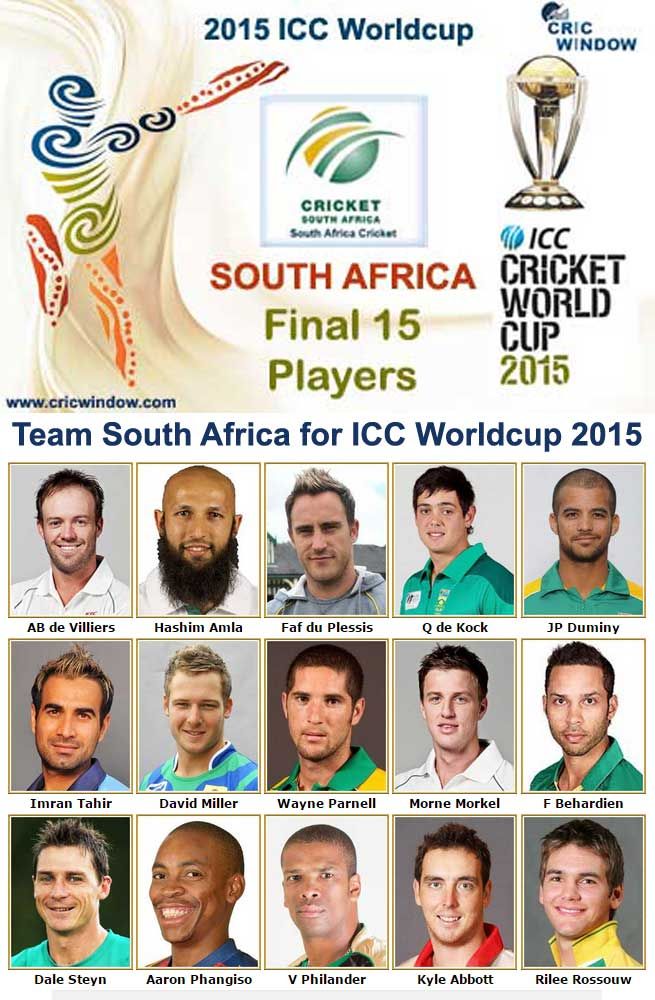 2015 ICC Worldcup
CRIC
WINDOW
CRICKET
SOUTH AFRICA
South Africa Cricket
SOUTH AFRICA
Final 15
Players
ICC
CRICKET
WORLD
CUP
2015
www.cricwindow.com
Team South Africa for ICC Worldcup 2015
AB de Villiers
Hashim Amla
Faf du Plessis
Q de Kock
JP Duminy
Imran Tahir
David Miller
Wayne Parnell
Morne Morkel
F Behardien
Dale Steyn
Aaron Phangiso
V Philander
Kyle Abbott
Rilee Rossouw